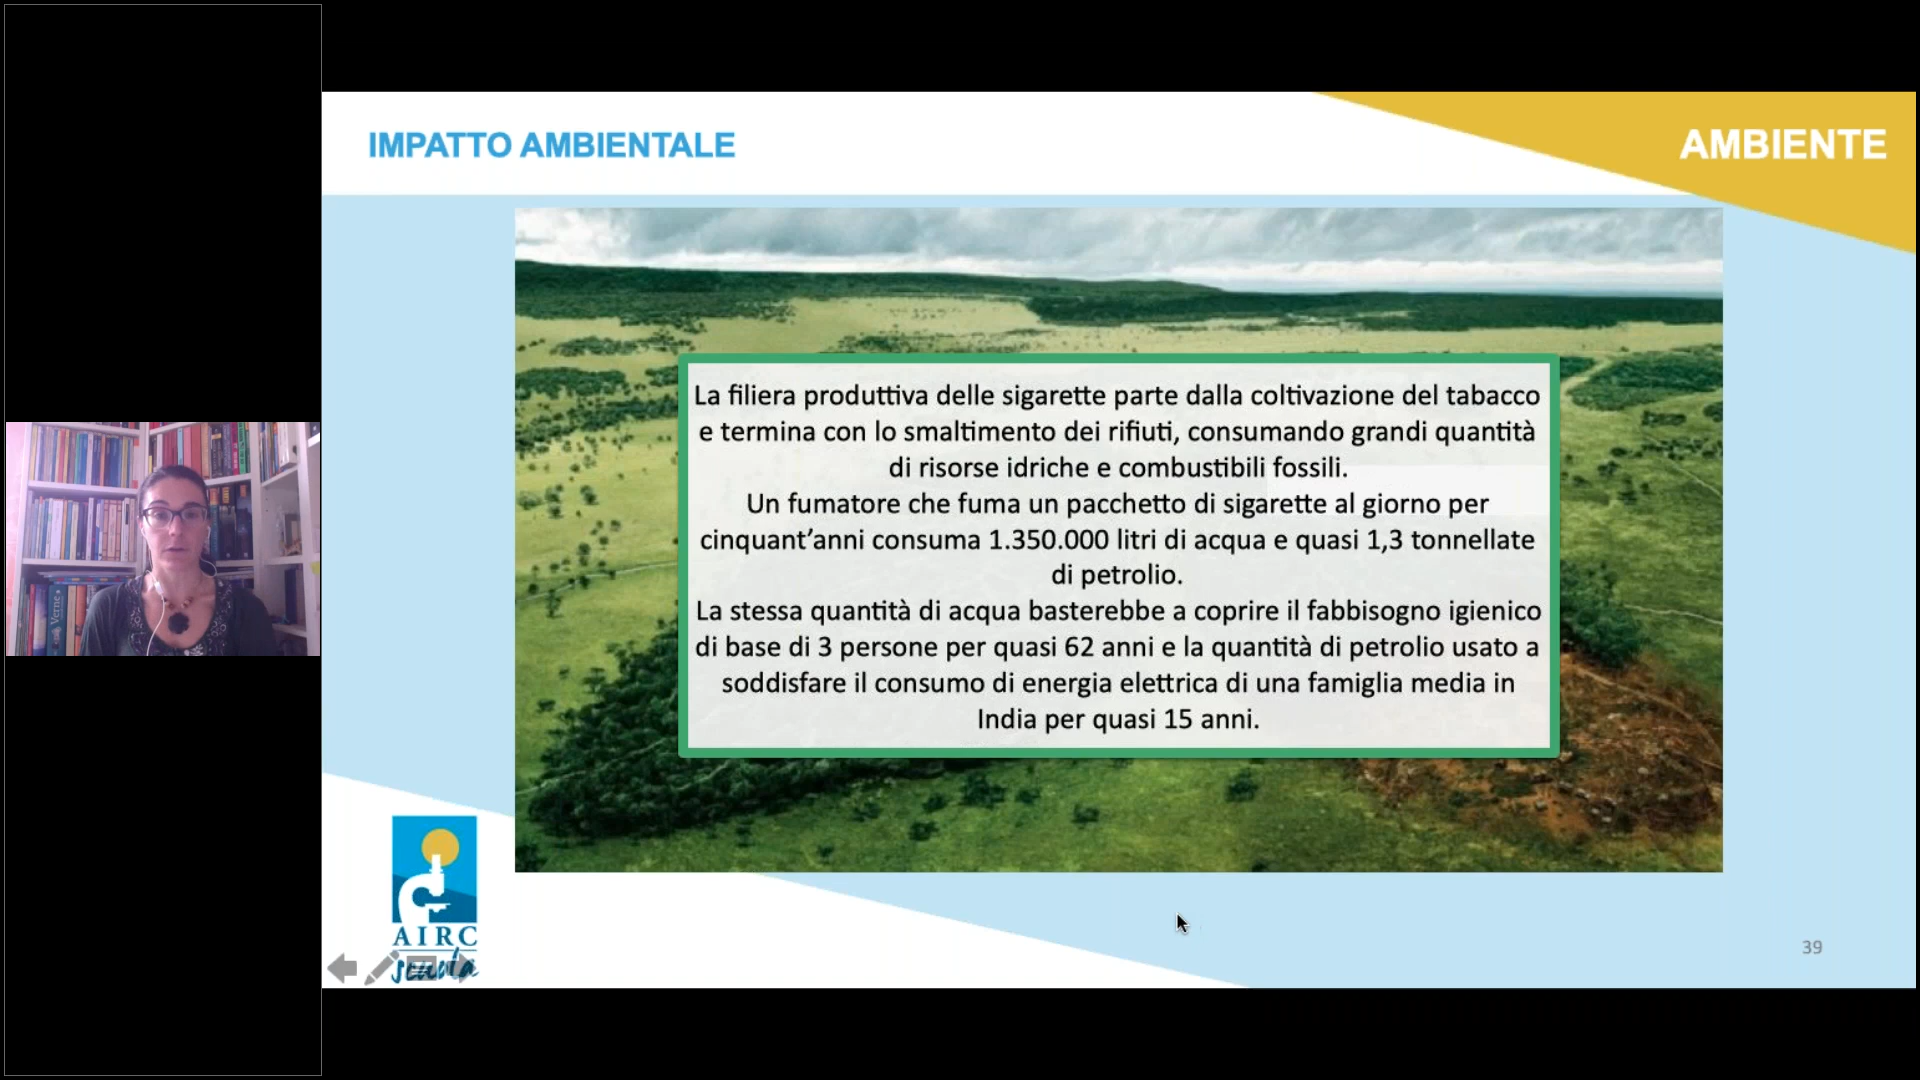 IMPATTO AMBIENTALE
AMBIENTE
La filiera produttiva delle sigarette parte dalla coltivazione del tabacco
e termina con lo smaltimento dei rifiuti, consumando grandi quantità
di risorse idriche e combustibili fossili.
Un fumatore che fuma un pacchetto di sigarette al giorno per
cinquant’anni consuma 1.350.000 litri di acqua e quasi 1,3 tonnellate
di petrolio.
La stessa quantità di acqua basterebbe a coprire il fabbisogno igienico
di base di 3 persone per quasi 62 anni e la quantità di petrolio usato a
soddisfare il consumo di energia elettrica di una famiglia media in
India per quasi 15 anni.
Verne
AIRC
scuola
39